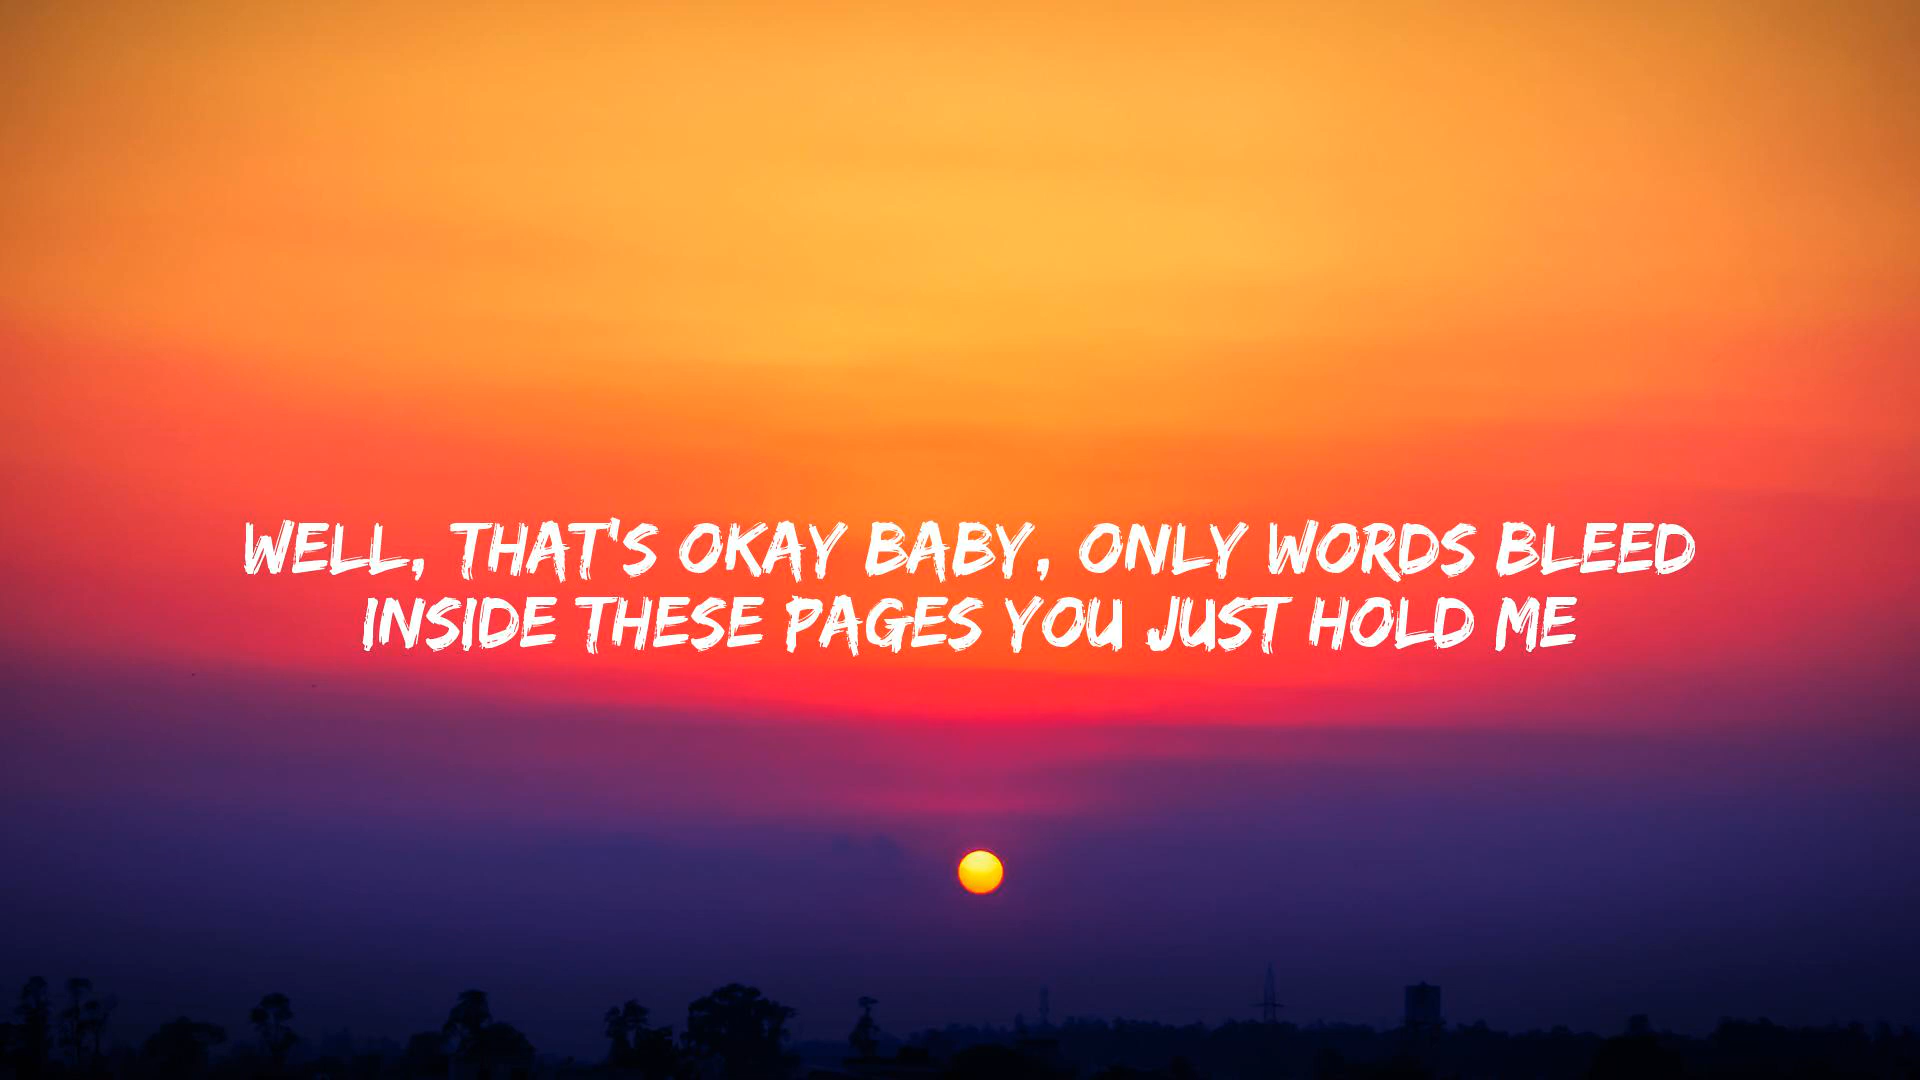 WELL, THAT'S OKAY BABY, ONLY WORDS BLEED
INSIDE THESE PAGES YOU JUST HOLD ME